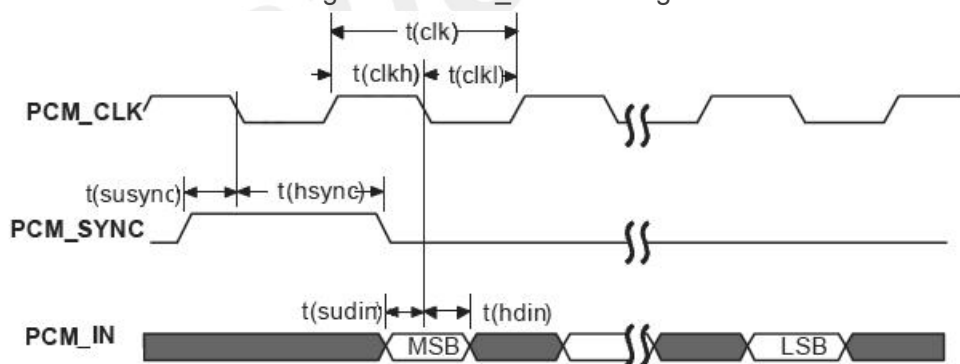 t(clk)
t(clkh) t(clkl)
PCM_CLK
t(susync) t(hsync)
PCM_SYNC
t(sudin) t(hdin)
PCM_IN MSB LSB